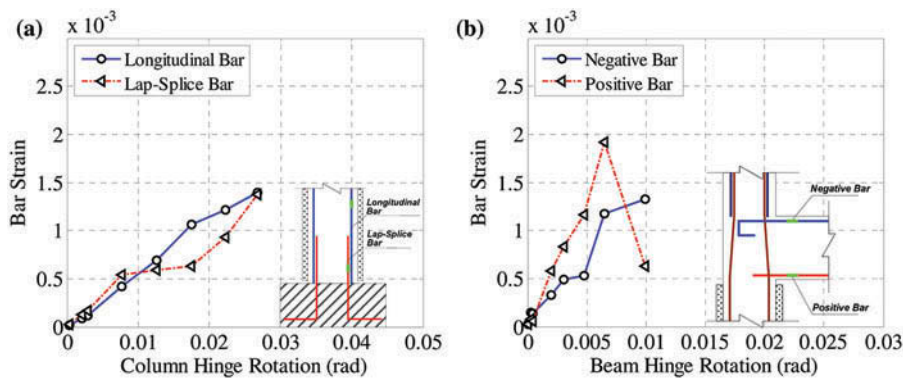 (a)
x 10⁻³
Longitudinal Bar
Lap-Splice Bar
2.5
2
1.5
1
0.5
0
Bar Strain
Longitudinal
Bar
Lap-Splice
Bar
0 0.01 0.02 0.03 0.04 0.05
Column Hinge Rotation (rad)
(b)
x 10⁻³
Negative Bar
Positive Bar
2.5
2
1.5
1
0.5
0
Bar Strain
Negative Bar
Positive Bar
0 0.005 0.01 0.015 0.02 0.025 0.03
Beam Hinge Rotation (rad)